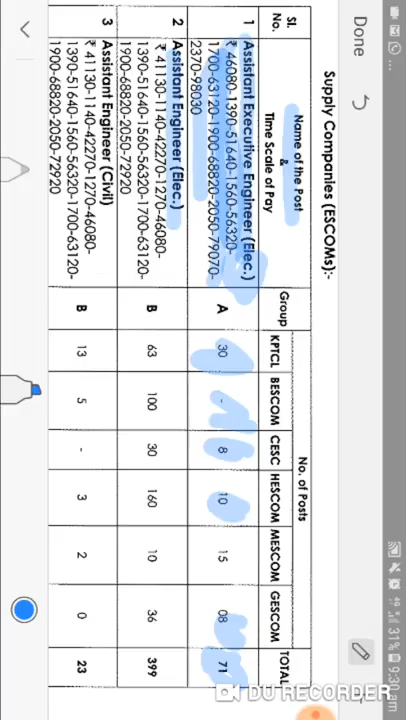 Done
49 31% 9:30 am
Supply Companies (ESCOMs):-
Sl. No. Name of the Post & Time Scale of Pay Group No. of Posts TOTAL
KPTCL BESCOM CESC HESCOM MESCOM GESCOM
1 Assistant Executive Engineer (Elec.) A 30 - 8 10 15 08 71
₹ 46080-1390-51640-1560-56320-
1700-63120-1900-68820-2050-79070-
2370-98030
2 Assistant Engineer (Elec.) B 63 100 30 160 10 36 399
₹ 41130-1140-42270-1270-46080-
1390-51640-1560-56320-1700-63120-
1900-68820-2050-72920
3 Assistant Engineer (Civil) B 13 5 - 3 2 0 23
₹ 41130-1140-42270-1270-46080-
1390-51640-1560-56320-1700-63120-
1900-68820-2050-72920
DU RECORDER